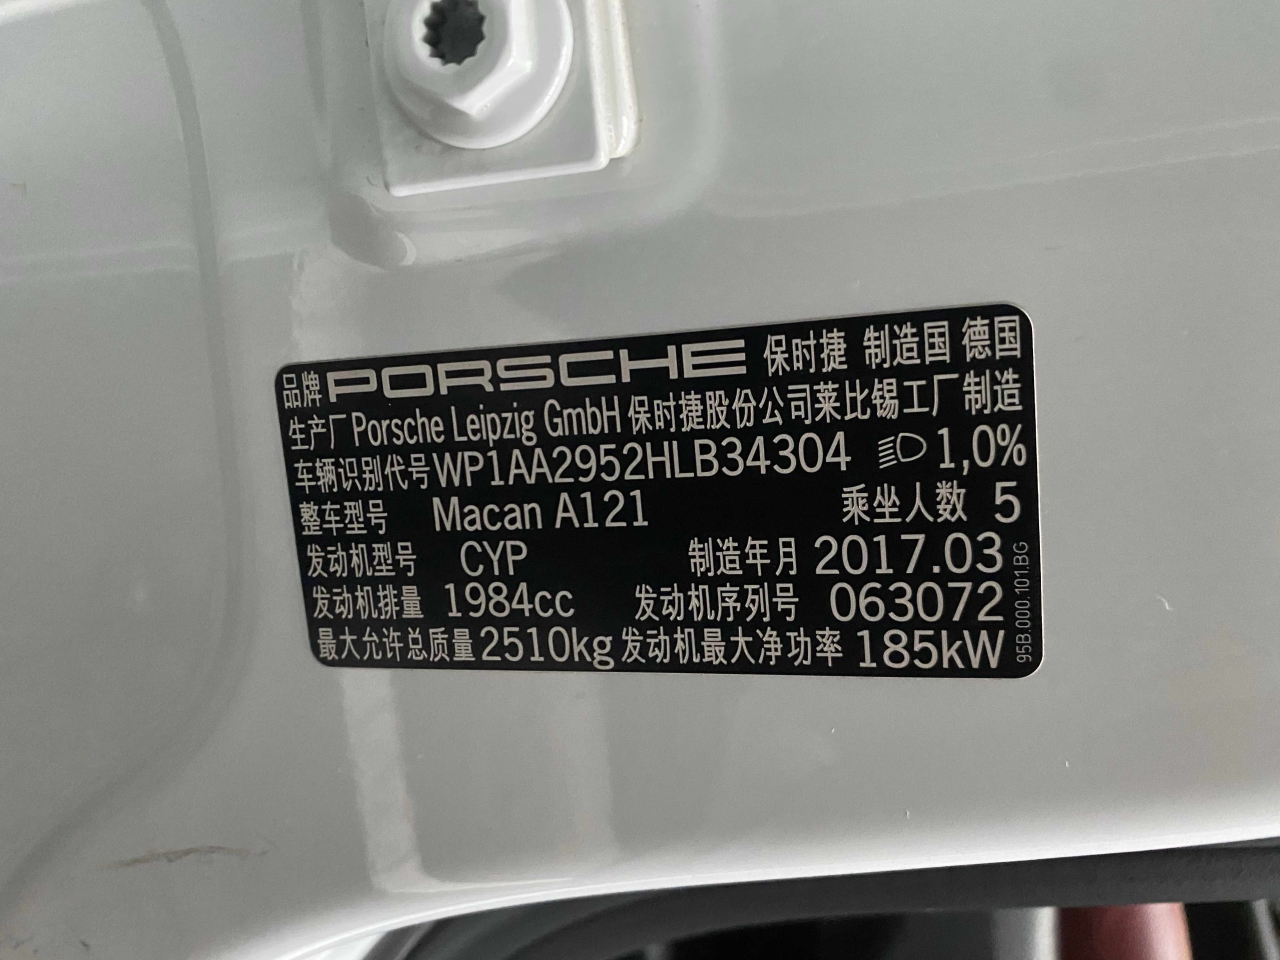 品牌 PORSCHE 保时捷 制造国 德国
生产厂 Porsche Leipzig GmbH 保时捷股份公司莱比锡工厂制造
车辆识别代号 WP1AA2952HLB34304 1,0%
整车型号 Macan A121 乘坐人数 5
发动机型号 CYP 制造年月 2017.03
发动机排量 1984cc 发动机序列号 063072
最大允许总质量 2510kg 发动机最大净功率 185kW
95B.000.101.BG